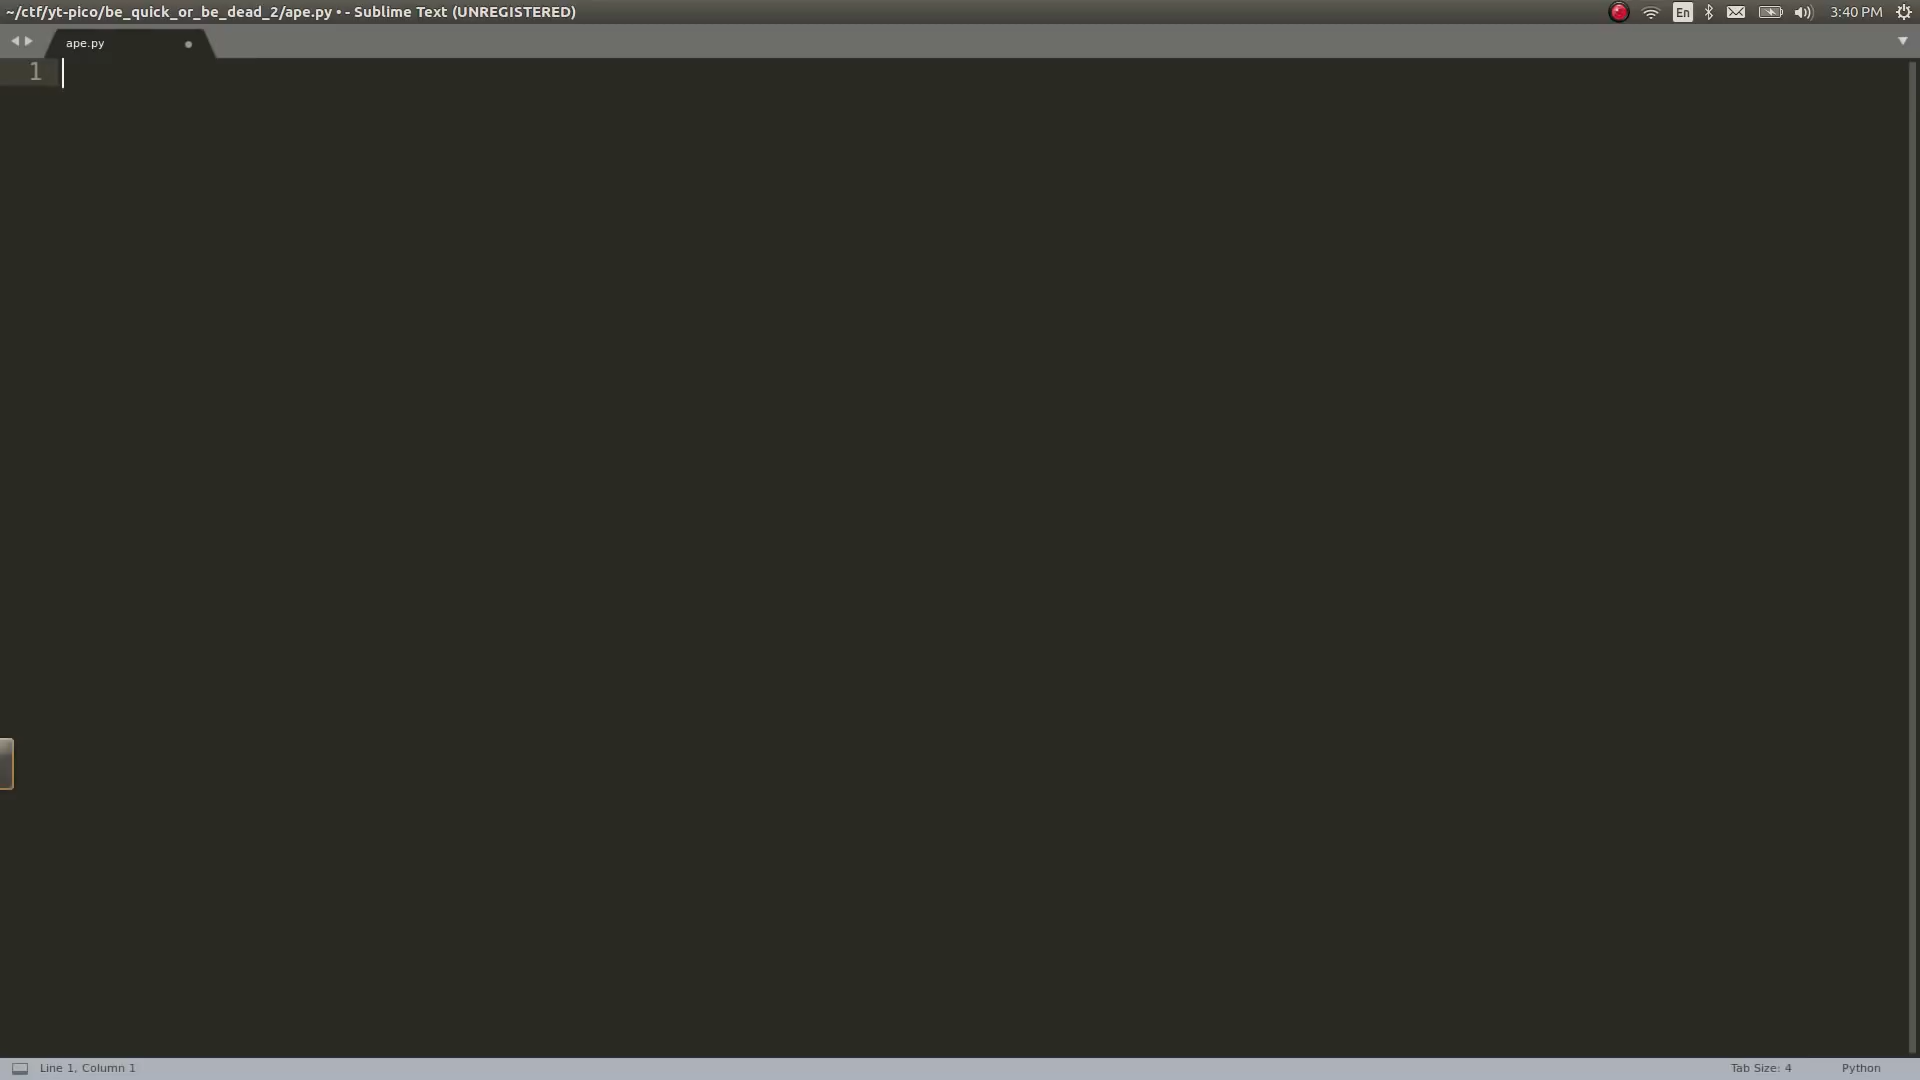 ~/ctf/yt-pico/be_quick_or_be_dead_2/ape.py • - Sublime Text (UNREGISTERED)
En
3:40 PM
ape.py
1
Line 1, Column 1
Tab Size: 4
Python